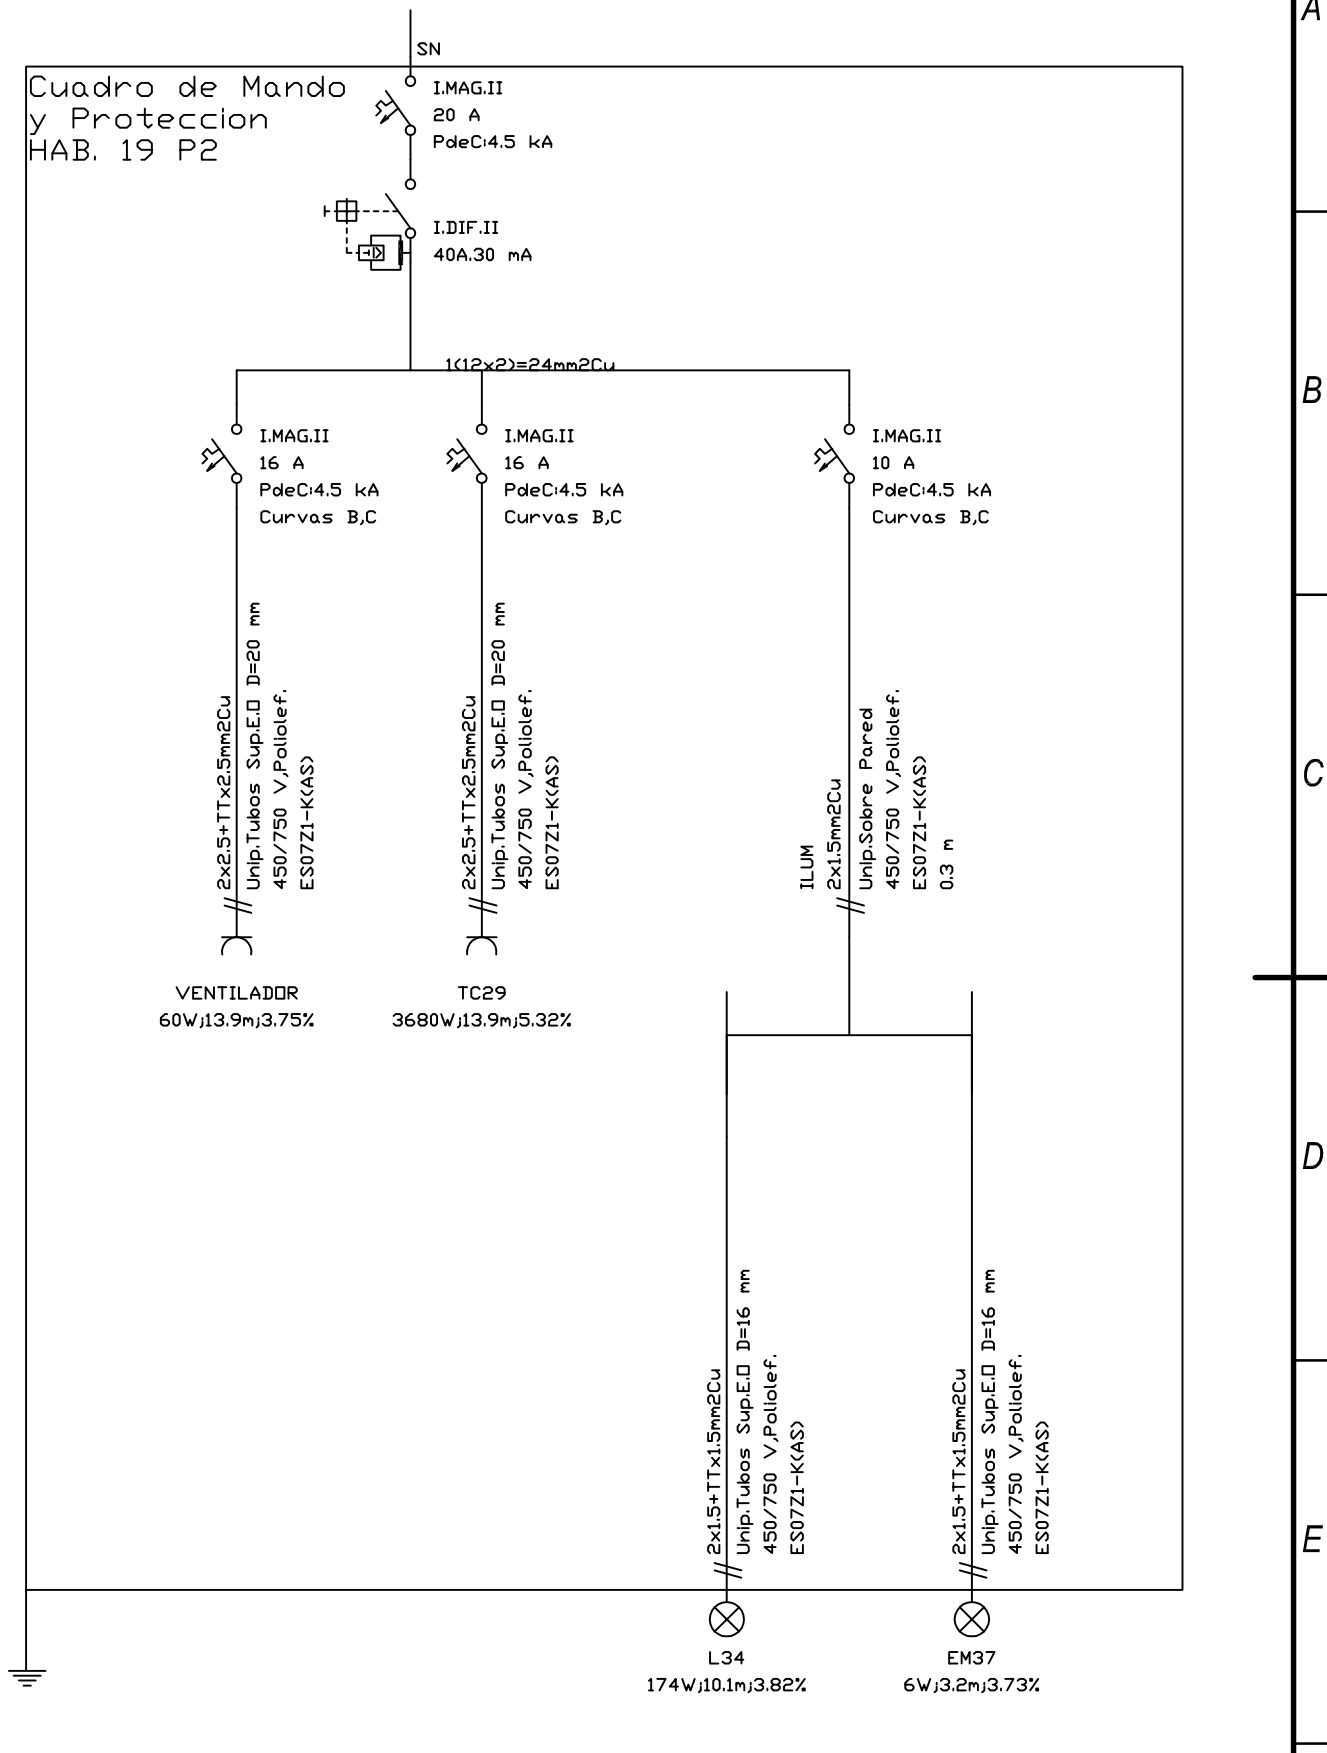 SN
Cuadro de Mando
y Proteccion
HAB. 19 P2
I.MAG.II
20 A
PdeC:4.5 kA
I.DIF.II
40A.30 mA
1(12x2)=24mm2Cu
I.MAG.II
16 A
PdeC:4.5 kA
Curvas B,C
I.MAG.II
16 A
PdeC:4.5 kA
Curvas B,C
I.MAG.II
10 A
PdeC:4.5 kA
Curvas B,C
2x2.5+TTx2.5mm2Cu
Unip.Tubos Sup.E.O D=20 mm
450/750 V,Poliolef.
ES07Z1-K(AS)
2x2.5+TTx2.5mm2Cu
Unip.Tubos Sup.E.O D=20 mm
450/750 V,Poliolef.
ES07Z1-K(AS)
ILUM
2x1.5mm2Cu
Unip.Sobre Pared
450/750 V,Poliolef.
ES07Z1-K(AS)
0.3 m
VENTILADOR
60W;13.9m;3.75%
TC29
3680W;13.9m;5.32%
2x1.5+TTx1.5mm2Cu
Unip.Tubos Sup.E.O D=16 mm
450/750 V,Poliolef.
ES07Z1-K(AS)
2x1.5+TTx1.5mm2Cu
Unip.Tubos Sup.E.O D=16 mm
450/750 V,Poliolef.
ES07Z1-K(AS)
L34
174W;10.1m;3.82%
EM37
6W;3.2m;3.73%
A
B
C
D
E